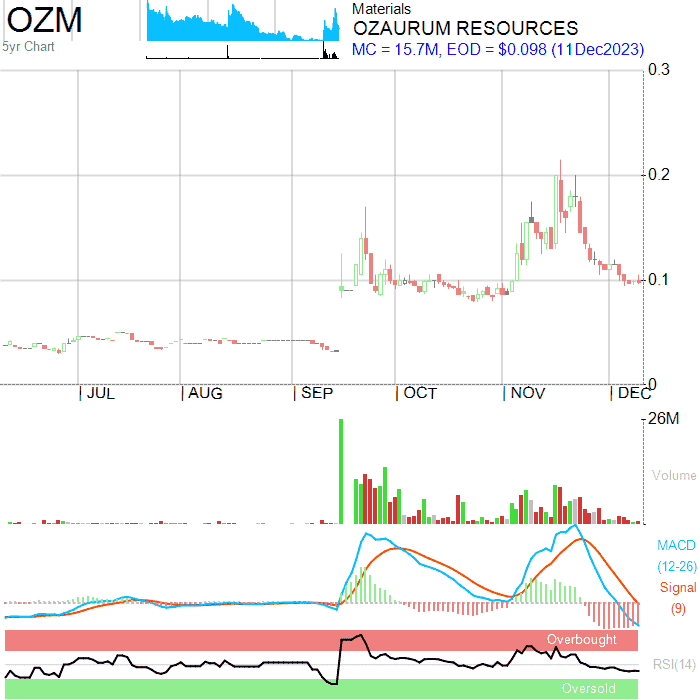 OZM
5yr Chart
Materials
OZAURUM RESOURCES
MC = 15.7M, EOD = $0.098 (11Dec2023)
0.3
0.2
0.1
0
JUL AUG SEP OCT NOV DEC
26M
Volume
MACD
(12-26)
Signal
(9)
Overbought
RSI(14)
Oversold